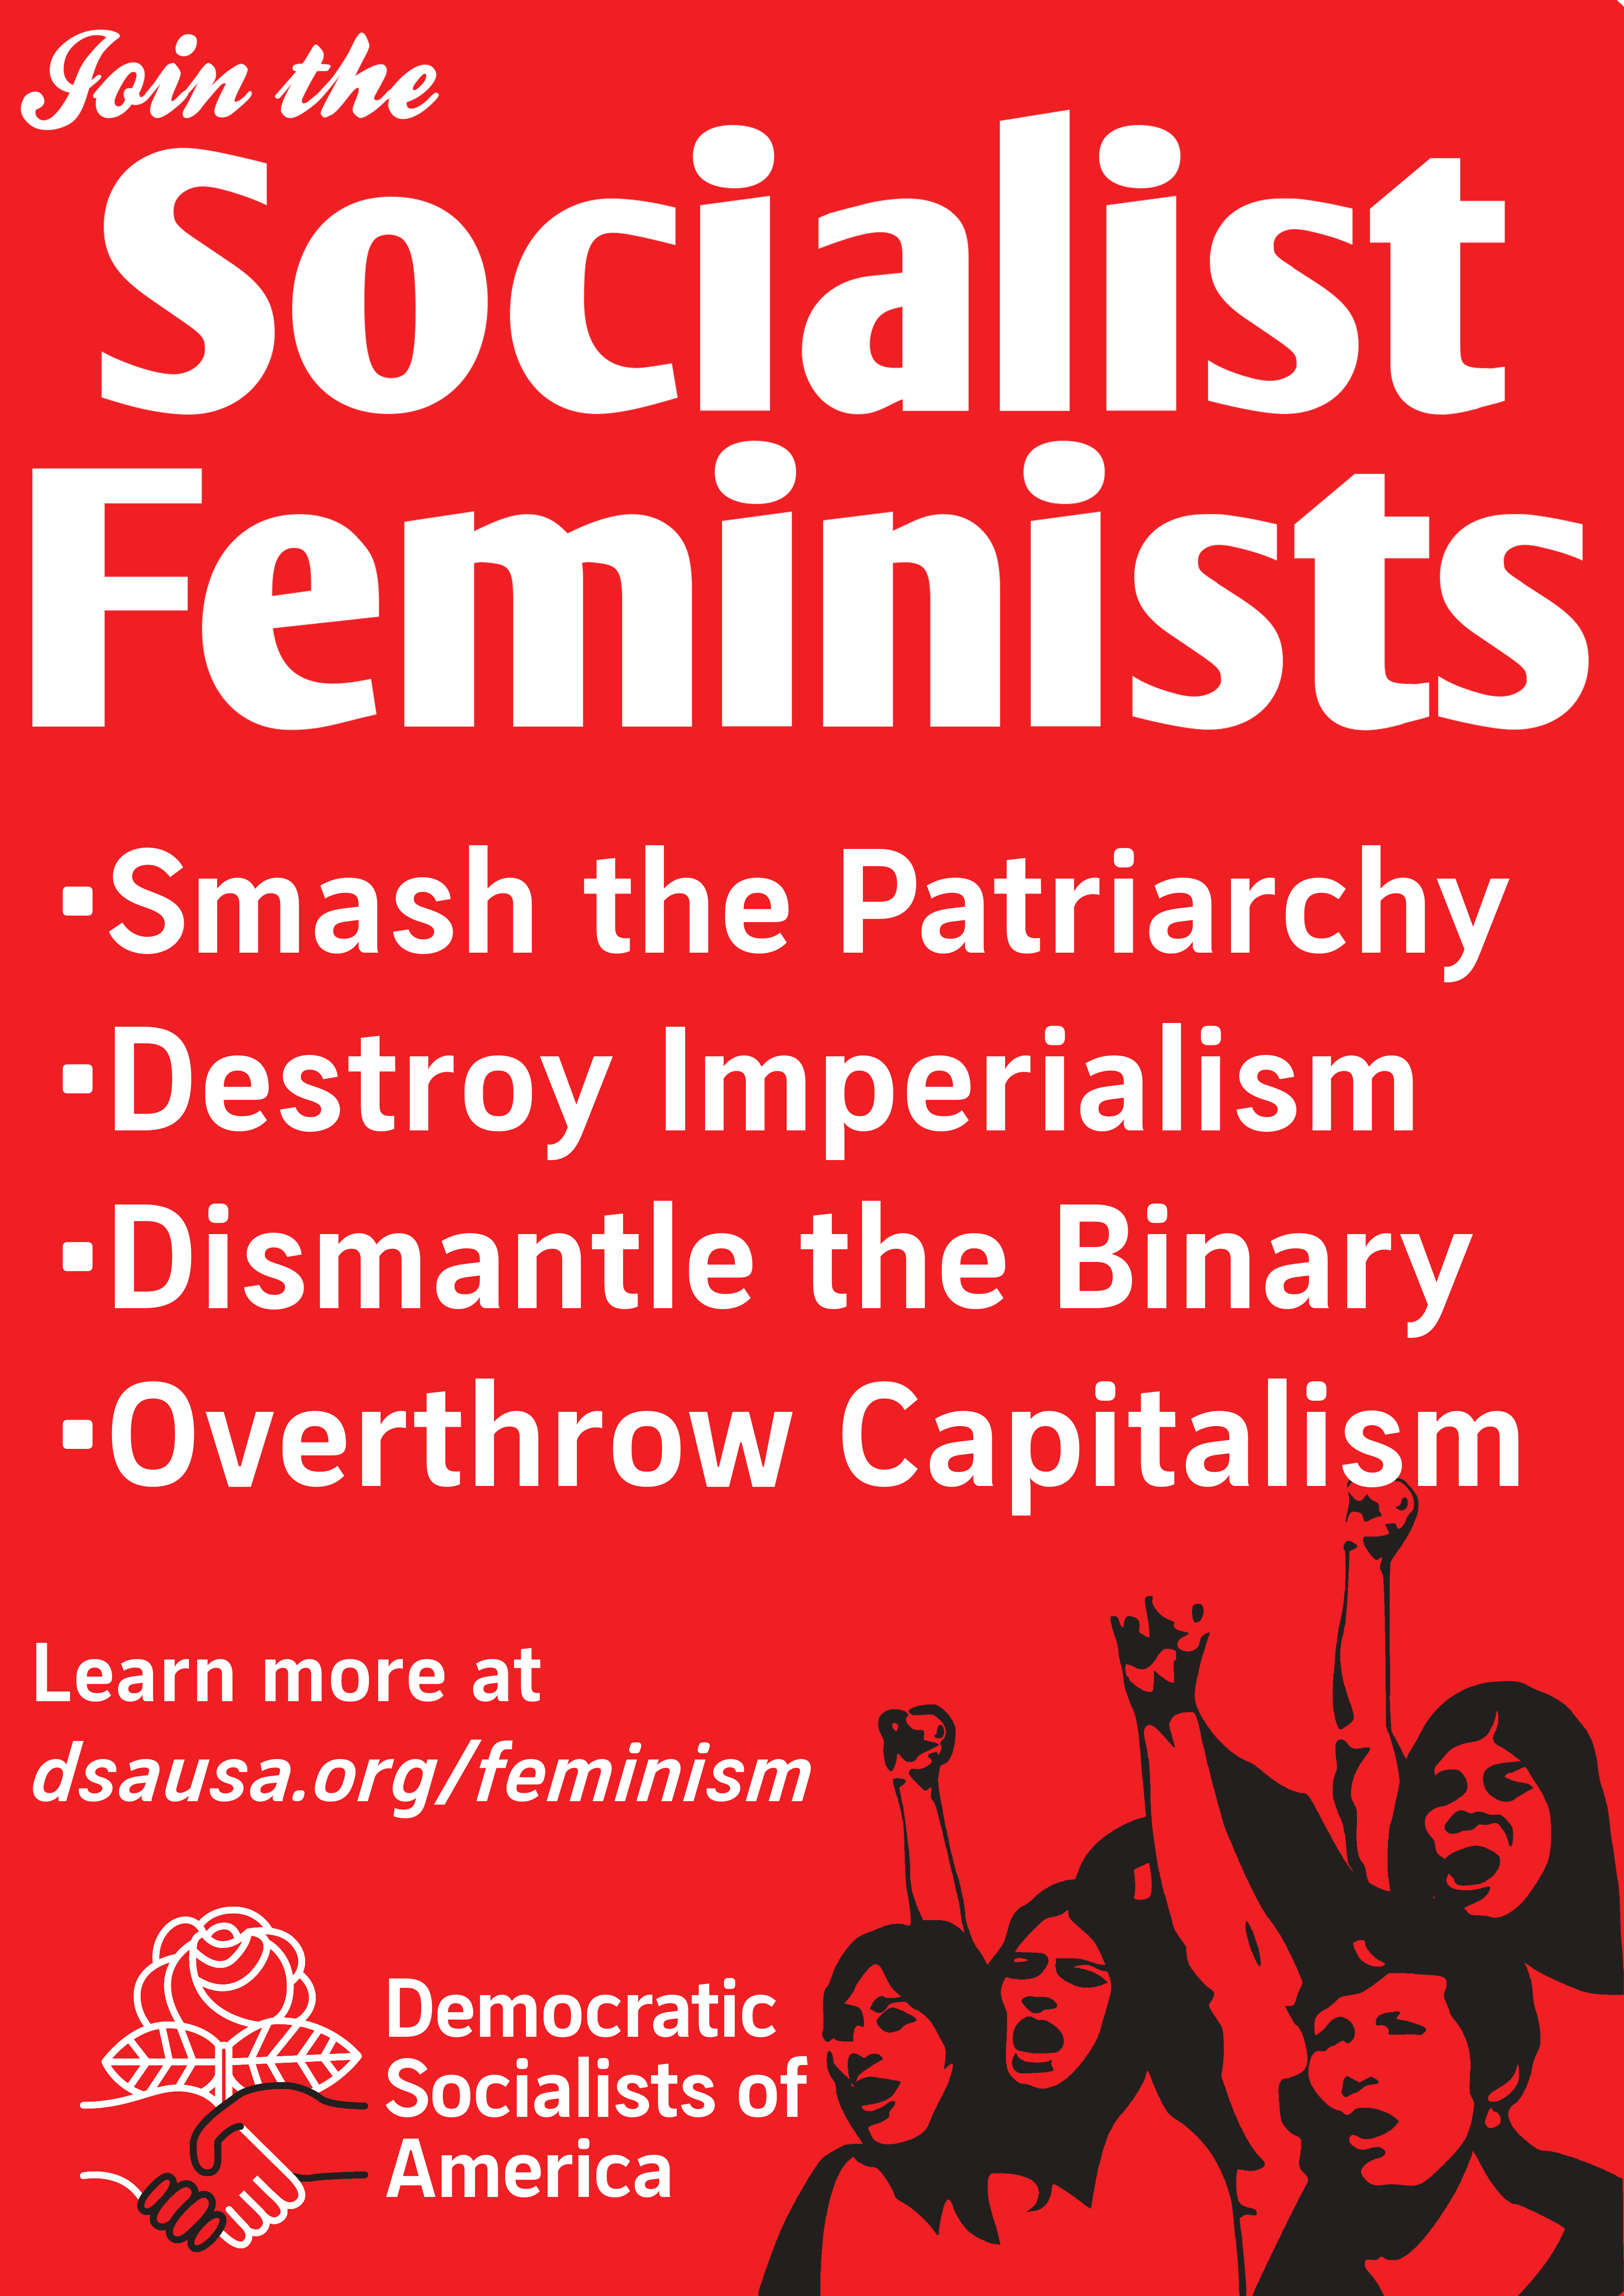 Join the
Socialist
Feminists
▪Smash the Patriarchy
▪Destroy Imperialism
▪Dismantle the Binary
▪Overthrow Capitalism
Learn more at
dsausa.org/feminism
Democratic
Socialists of
America